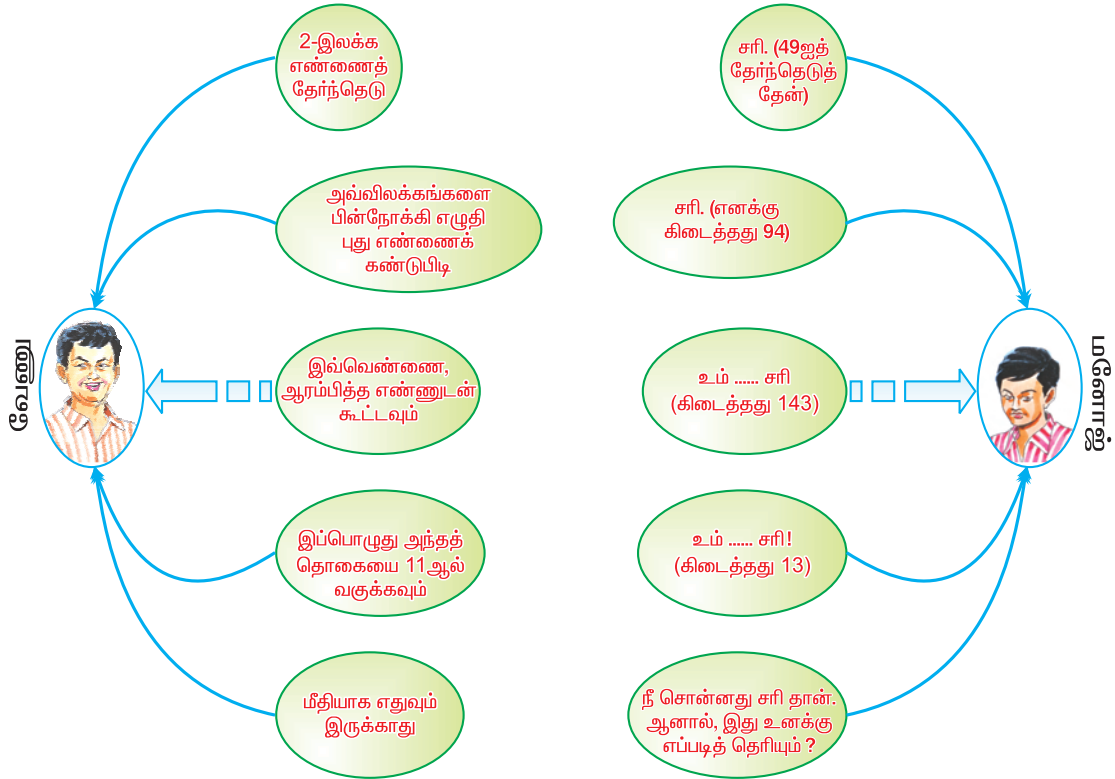 2-இலக்க
எண்ணைத்
தேர்ந்தெடு
சரி. (49ஐத்
தேர்ந்தெடுத்
தேன்)
அவ்விலக்கங்களை
பின்நோக்கி எழுதி
புது எண்ணைக்
கண்டுபிடி
சரி. (எனக்கு
கிடைத்தது 94)
வேணு
இவ்வெண்ணை,
ஆரம்பித்த எண்ணுடன்
கூட்டவும்
உம் ...... சரி
(கிடைத்தது 143)
மனோஜ்
இப்பொழுது அந்தத்
தொகையை 11ஆல்
வகுக்கவும்
உம் ...... சரி!
(கிடைத்தது 13)
மீதியாக எதுவும்
இருக்காது
நீ சொன்னது சரி தான்.
ஆனால், இது உனக்கு
எப்படித் தெரியும் ?